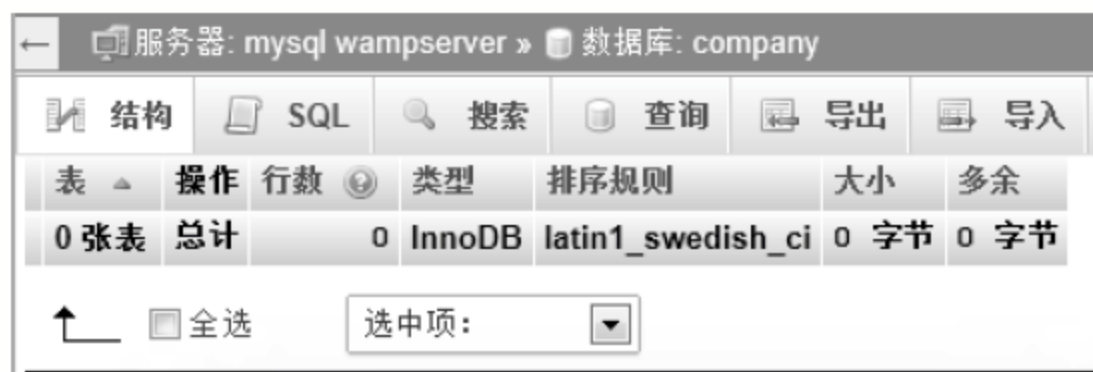 ← 服务器: mysql wampserver » 数据库: company
结构 SQL 搜索 查询 导出 导入
表 操作 行数 类型 排序规则 大小 多余
0 张表 总计 0 InnoDB latin1_swedish_ci 0 字节 0 字节
全选 选中项：